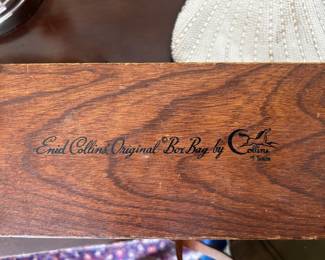 Enid Collins Original © Box Bag by Collins
of Texas